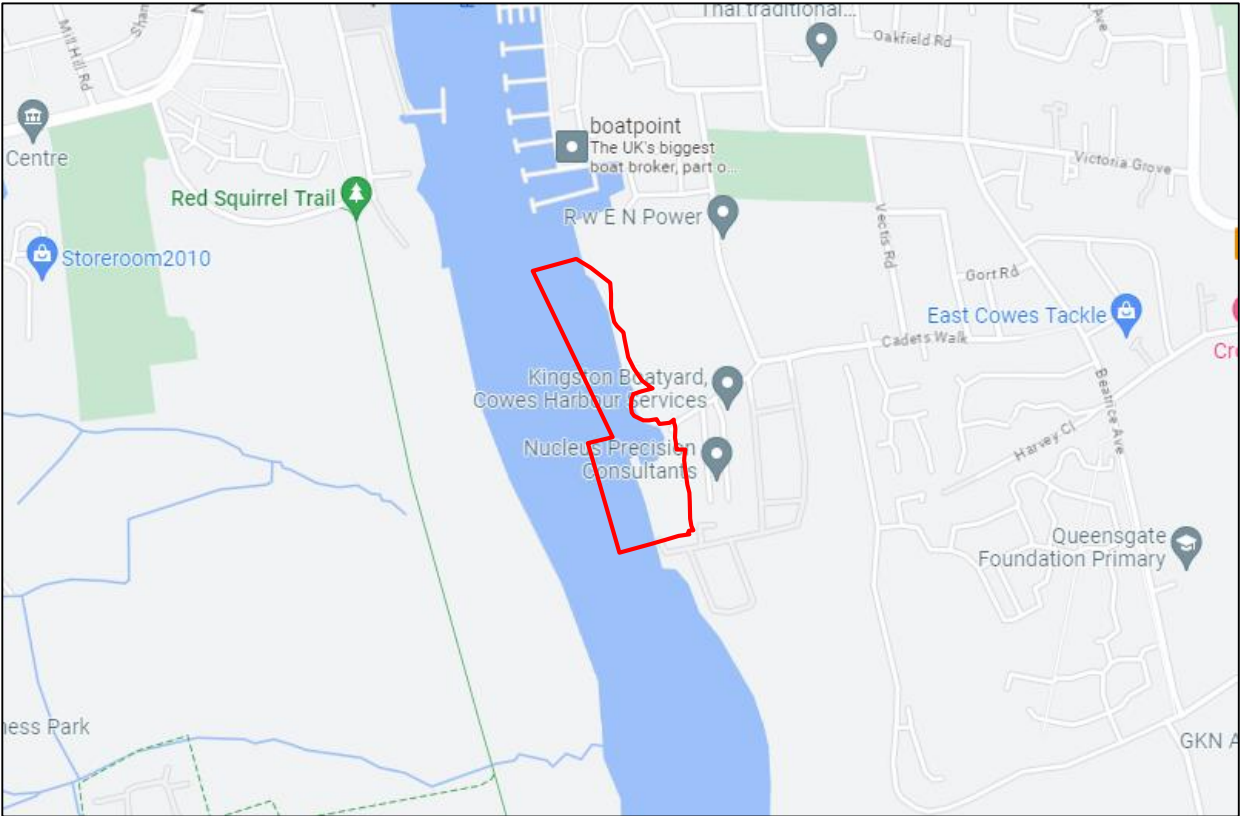 Thai traditional...
Oakfield Rd
Mill Hill Rd
boatpoint
The UK's biggest
boat broker, part o...
Centre
Victoria Grove
Red Squirrel Trail
R w E N Power
Vectis Rd
Storeroom2010
Gort Rd
East Cowes Tackle
Cadets Walk
Kingston Boatyard,
Cowes Harbour Services
Beatrice Ave
Harvey Cl
Nucleus Precision
Consultants
Queensgate
Foundation Primary
ness Park
GKN A